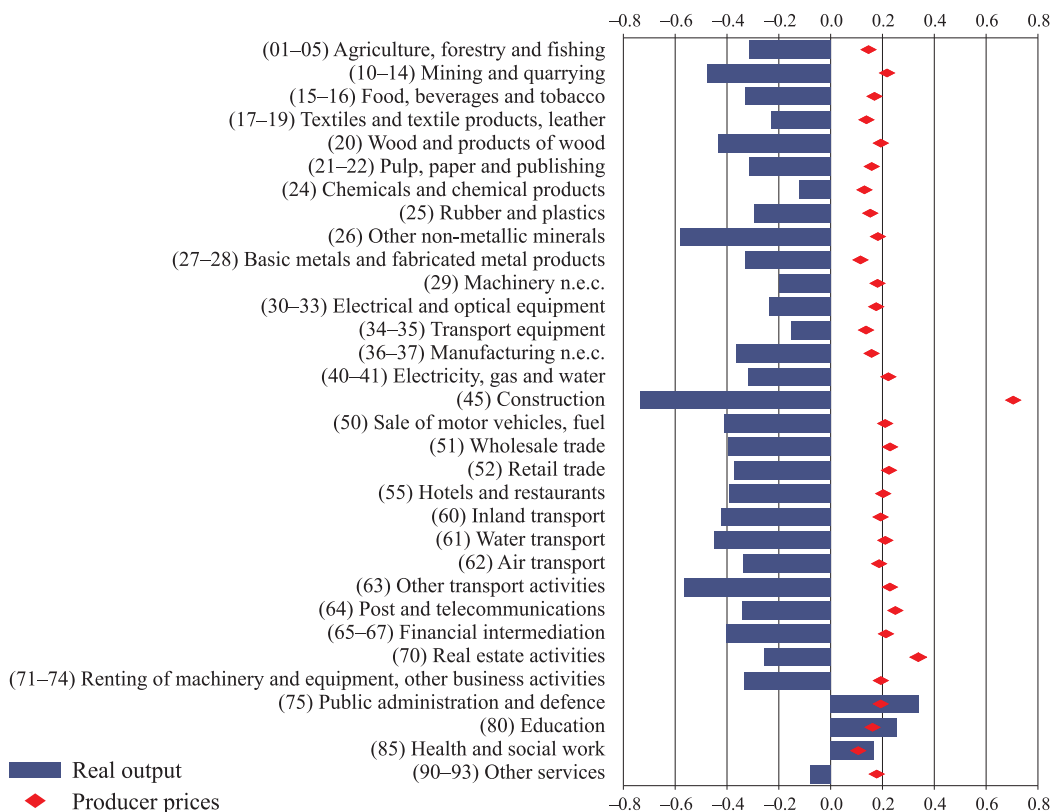 −0.8 −0.6 −0.4 −0.2 0.0 0.2 0.4 0.6 0.8
(01–05) Agriculture, forestry and fishing
(10–14) Mining and quarrying
(15–16) Food, beverages and tobacco
(17–19) Textiles and textile products, leather
(20) Wood and products of wood
(21–22) Pulp, paper and publishing
(24) Chemicals and chemical products
(25) Rubber and plastics
(26) Other non-metallic minerals
(27–28) Basic metals and fabricated metal products
(29) Machinery n.e.c.
(30–33) Electrical and optical equipment
(34–35) Transport equipment
(36–37) Manufacturing n.e.c.
(40–41) Electricity, gas and water
(45) Construction
(50) Sale of motor vehicles, fuel
(51) Wholesale trade
(52) Retail trade
(55) Hotels and restaurants
(60) Inland transport
(61) Water transport
(62) Air transport
(63) Other transport activities
(64) Post and telecommunications
(65–67) Financial intermediation
(70) Real estate activities
(71–74) Renting of machinery and equipment, other business activities
(75) Public administration and defence
(80) Education
(85) Health and social work
(90–93) Other services
Real output
Producer prices
−0.8 −0.6 −0.4 −0.2 0.0 0.2 0.4 0.6 0.8